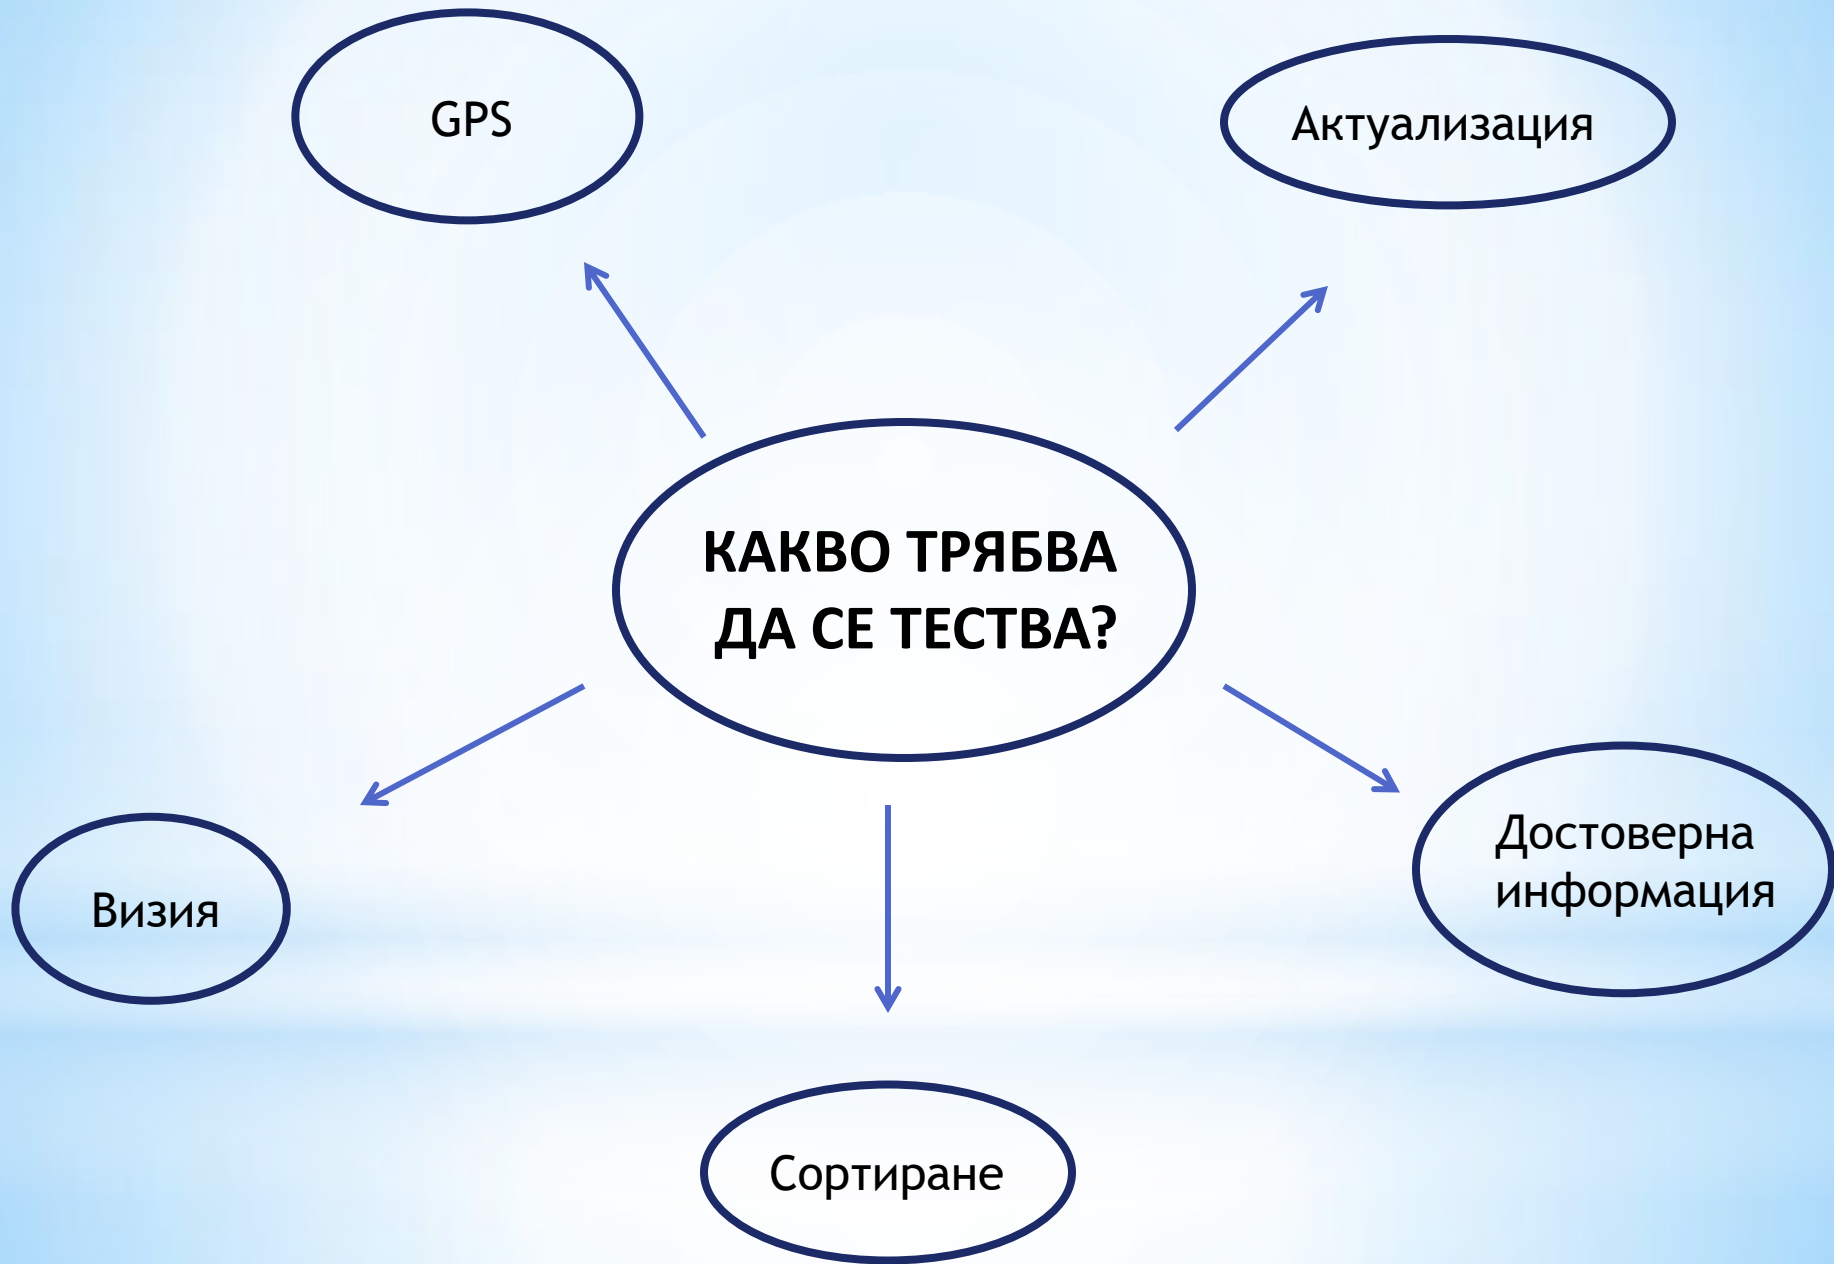 GPS
Актуализация
КАКВО ТРЯБВА
ДА СЕ ТЕСТВА?
Визия
Достоверна
информация
Сортиране